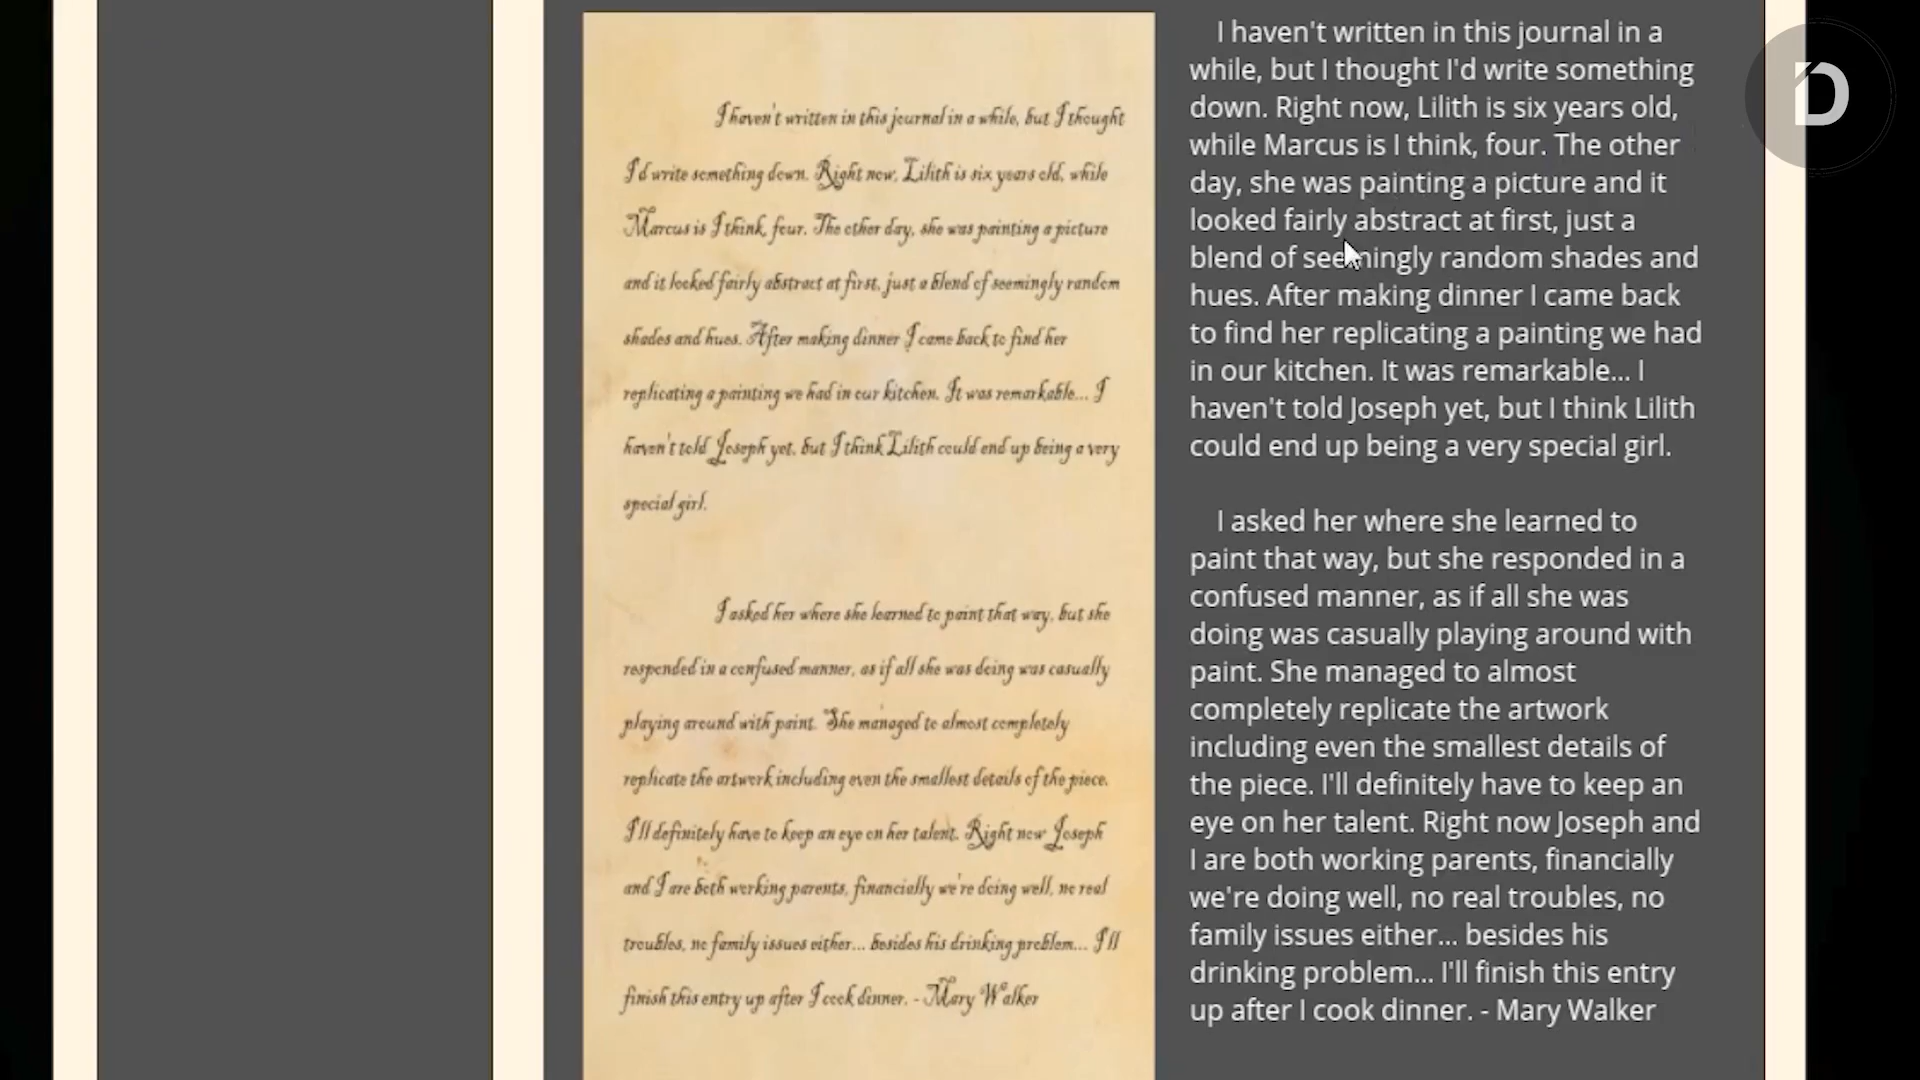 I haven't written in this journal in a while, but I thought
I'd write something down. Right now, Lilith is six years old, while
Marcus is I think, four. The other day, she was painting a picture
and it looked fairly abstract at first, just a blend of seemingly random
shades and hues. After making dinner I came back to find her
replicating a painting we had in our kitchen. It was remarkable... I
haven't told Joseph yet, but I think Lilith could end up being a very
special girl.
I asked her where she learned to paint that way, but she
responded in a confused manner, as if all she was doing was casually
playing around with paint. She managed to almost completely
replicate the artwork including even the smallest details of the piece.
I'll definitely have to keep an eye on her talent. Right now Joseph
and I are both working parents, financially we're doing well, no real
troubles, no family issues either... besides his drinking problem... I'll
finish this entry up after I cook dinner. - Mary Walker
I haven't written in this journal in a
while, but I thought I'd write something
down. Right now, Lilith is six years old,
while Marcus is I think, four. The other
day, she was painting a picture and it
looked fairly abstract at first, just a
blend of seemingly random shades and
hues. After making dinner I came back
to find her replicating a painting we had
in our kitchen. It was remarkable... I
haven't told Joseph yet, but I think Lilith
could end up being a very special girl.
I asked her where she learned to
paint that way, but she responded in a
confused manner, as if all she was
doing was casually playing around with
paint. She managed to almost
completely replicate the artwork
including even the smallest details of
the piece. I'll definitely have to keep an
eye on her talent. Right now Joseph and
I are both working parents, financially
we're doing well, no real troubles, no
family issues either... besides his
drinking problem... I'll finish this entry
up after I cook dinner. - Mary Walker
D